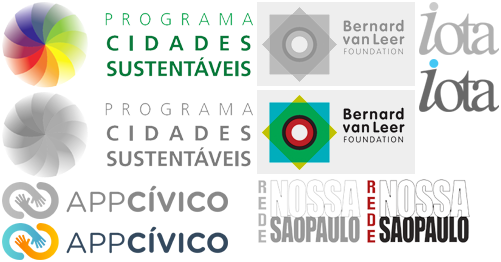 PROGRAMA
CIDADES
SUSTENTÁVEIS
Bernard
van Leer
FOUNDATION
iota
PROGRAMA
CIDADES
SUSTENTÁVEIS
Bernard
van Leer
FOUNDATION
iota
APPCÍVICO
APPCÍVICO
REDE
NOSSA
SÃOPAULO
REDE
NOSSA
SÃOPAULO